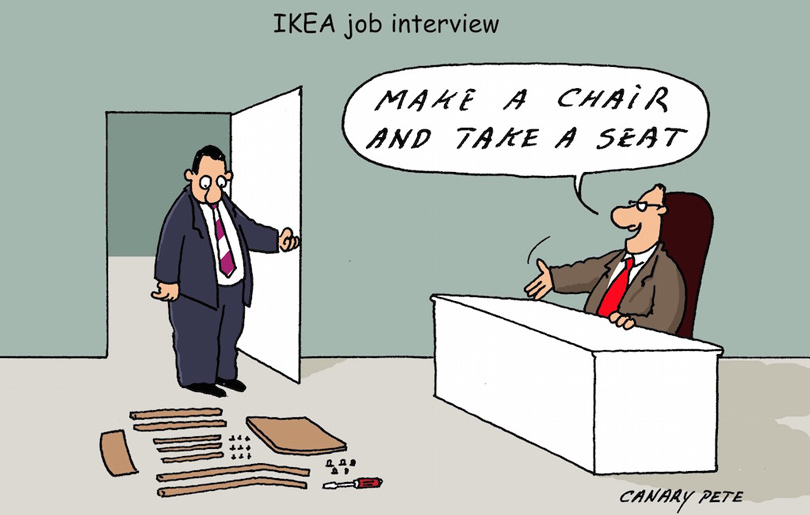 IKEA job interview
MAKE A CHAIR
AND TAKE A SEAT
CANARY PETE